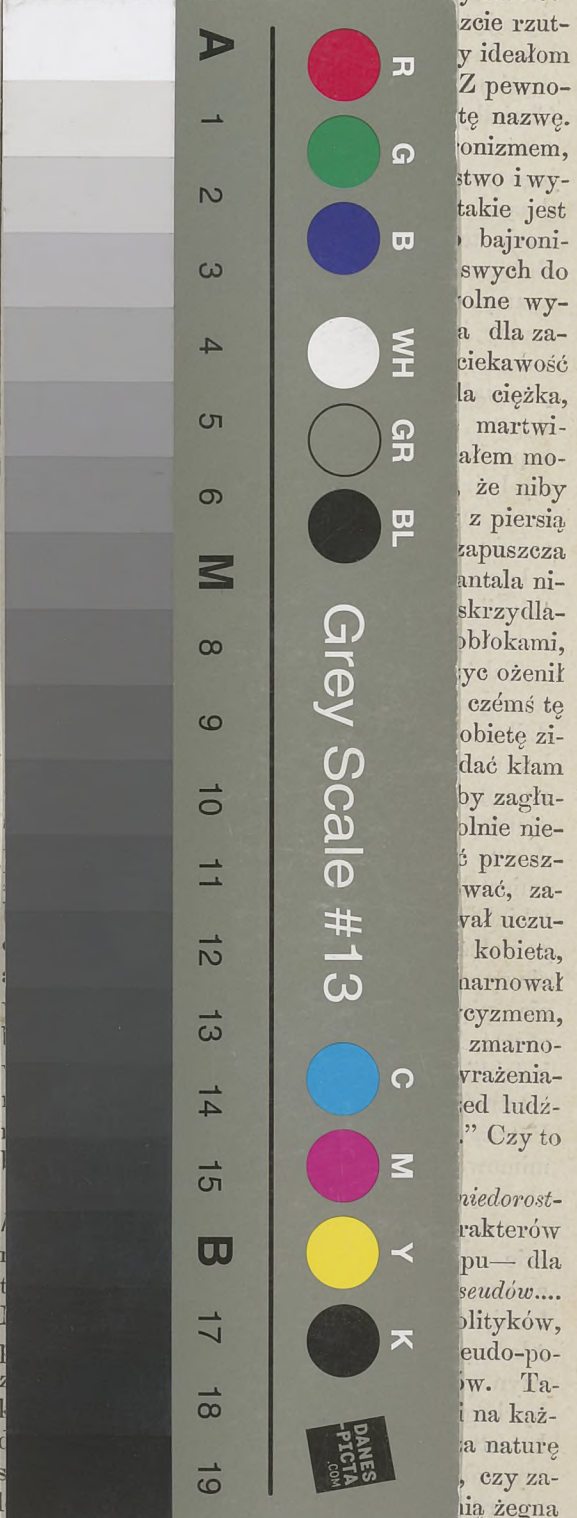 A
1
2
3
4
5
6
M
8
9
10
11
12
13
14
15
B
17
18
19
R
G
B
WH
GR
BL
Grey Scale #13
C
M
Y
K
DANES
-PICTA
.COM
zcie rzut-
y ideałom
Z pewno-
tę nazwę.
onizmem,
stwo i wy-
takie jest
bajroni-
swych do
olne wy-
a dla za-
ciekawość
la ciężka,
martwi-
ałem mo-
, że niby
z piersią
zapuszcza
antala ni-
skrzydla-
obłokami,
yc ożenił
czémś tę
obietę zi-
dać kłam
by zagłu-
olnie nie-
ć przesz-
wać, za-
wał uczu-
kobieta,
narnował
cyzmem,
zmarno-
wrażenia-
ed ludź-
.” Czy to
niedorost-
rakterów
pu— dla
seudów....
olityków,
eudo-po-
ów. Ta-
i na każ-
a naturę
, czy za-
nia żegna